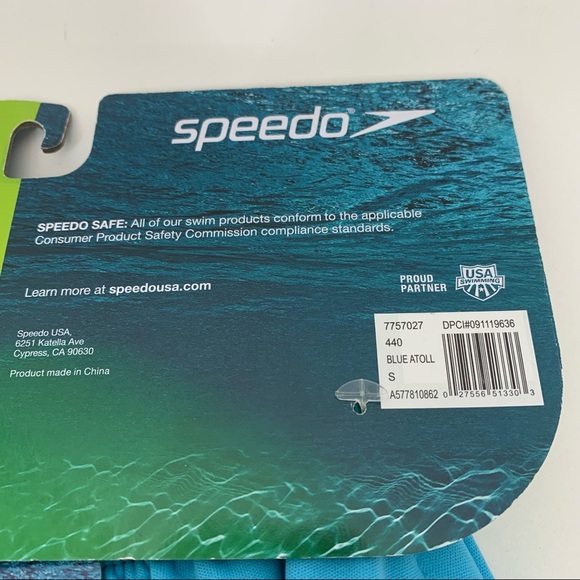 speedo
SPEEDO SAFE: All of our swim products conform to the applicable
Consumer Product Safety Commission compliance standards.
Learn more at speedousa.com
PROUD
PARTNER
USA
SWIMMING
Speedo USA,
6251 Katella Ave
Cypress, CA 90630
Product made in China
7757027 DPCI#091119636
440
BLUE ATOLL
S
A577810862 0 27556 51330 3